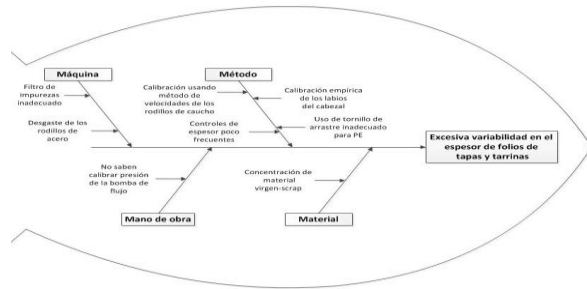 Máquina
Filtro de
impurezas
inadecuado
Desgaste de los
rodillos de
acero
Método
Calibración usando
método de
velocidades de los
rodillos de caucho
Calibración empírica
de los labios
del cabezal
Controles de
espesor poco
frecuentes
Uso de tornillo de
arrastre inadecuado
para PE
Excesiva variabilidad en el
espesor de folios de
tapas y tarrinas
No saben
calibrar presión
de la bomba de
flujo
Mano de obra
Concentración de
material
virgen-scrap
Material